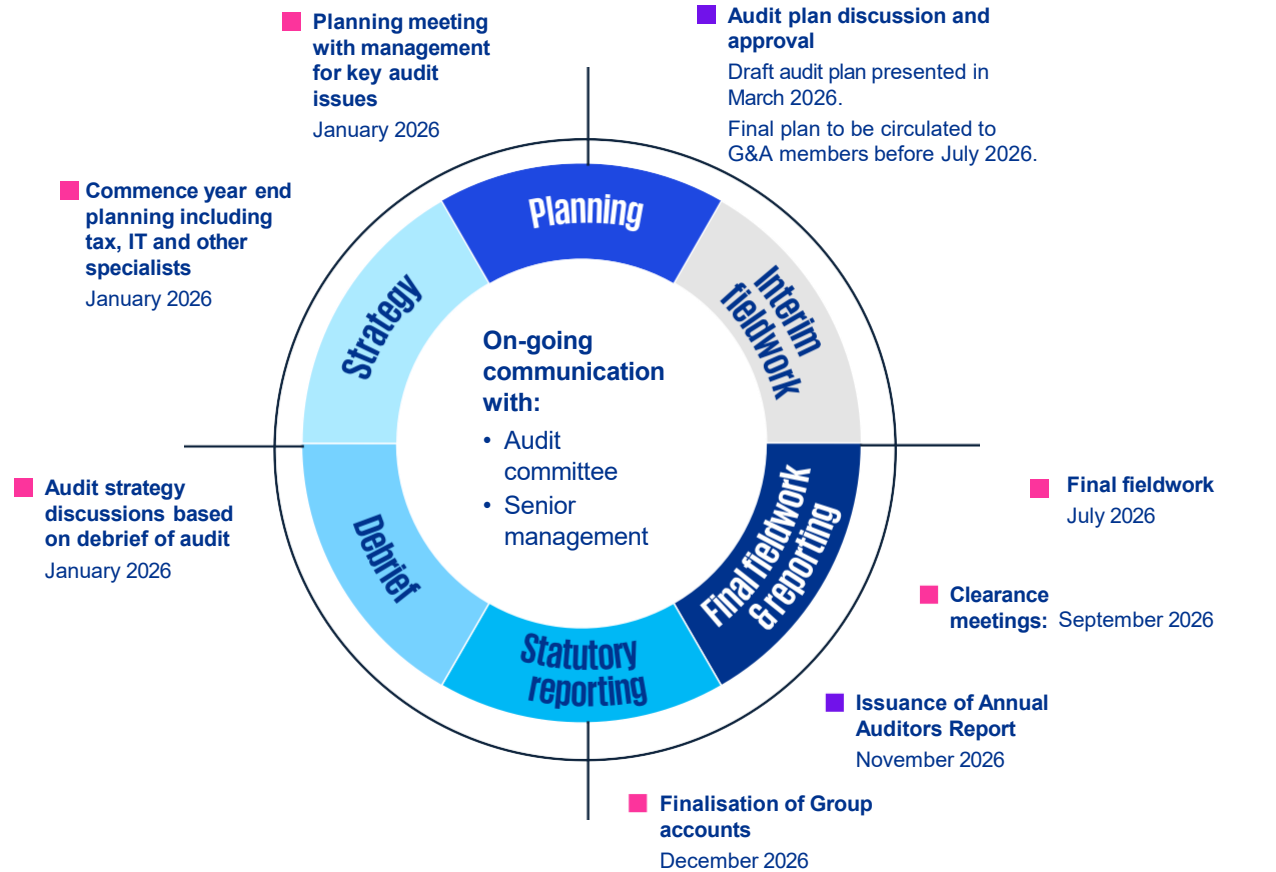 Planning meeting
with management
for key audit
issues
January 2026
Audit plan discussion and
approval
Draft audit plan presented in
March 2026.
Final plan to be circulated to
G&A members before July 2026.
Commence year end
planning including
tax, IT and other
specialists
January 2026
Planning
Strategy
Interim
fieldwork
On-going
communication
with:
• Audit
committee
• Senior
management
Audit strategy
discussions based
on debrief of audit
January 2026
Debrief
Final fieldwork
& reporting
Statutory
reporting
Final fieldwork
July 2026
Clearance
meetings: September 2026
Issuance of Annual
Auditors Report
November 2026
Finalisation of Group
accounts
December 2026